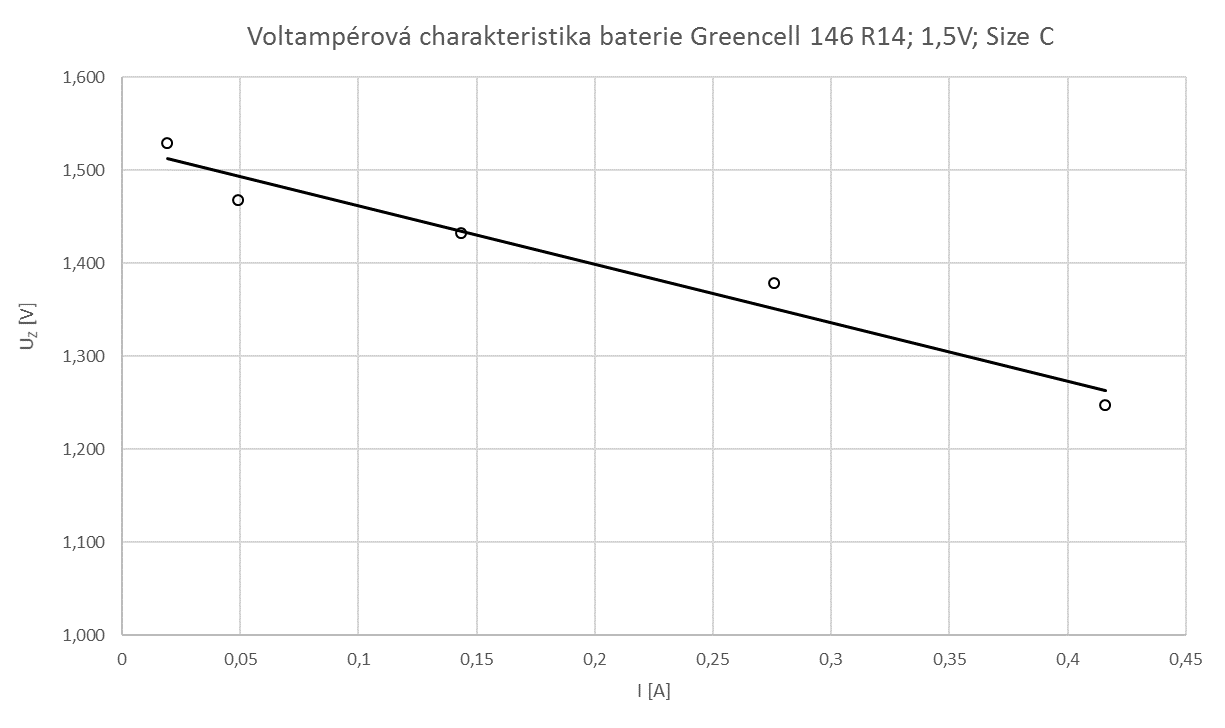 Voltampérová charakteristika baterie Greencell 146 R14; 1,5V; Size C
1,600
1,500
1,400
1,300
1,200
1,100
1,000
U_Z [V]
0 0,05 0,1 0,15 0,2 0,25 0,3 0,35 0,4 0,45
I [A]